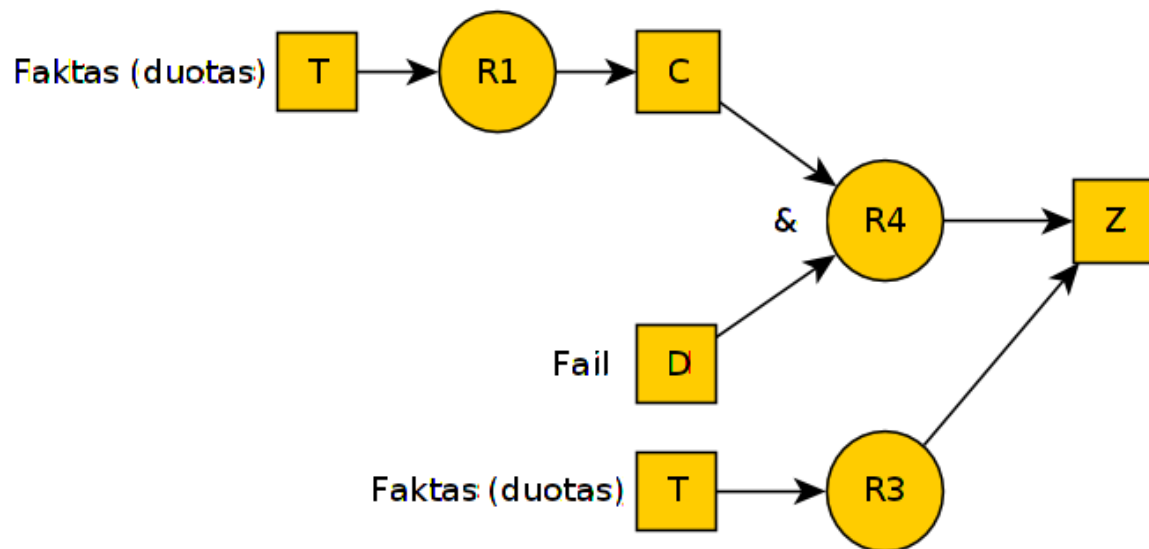 Faktas (duotas) T R1 C
& R4 Z
Fail D
Faktas (duotas) T R3